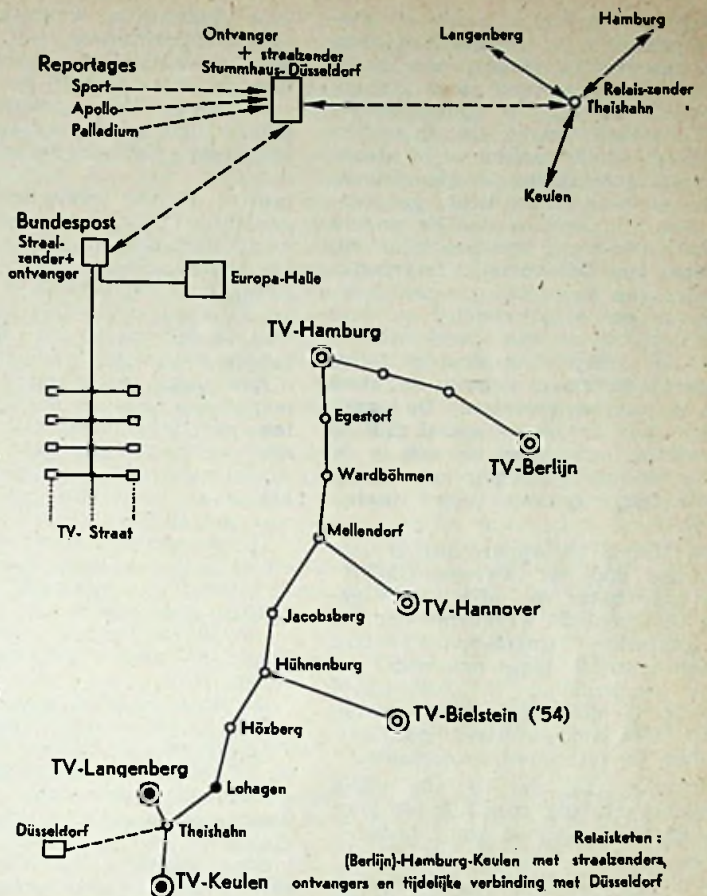 Ontvanger
+ straalzender
Stummhaus-Düsseldorf
Reportages
Sport
Apollo
Palladium
Langenberg
Hamburg
Relais-zender
Theishahn
Keulen
Bundespost
Straal-
zender+
ontvanger
Europa-Halle
TV- Straat
TV-Hamburg
Egestorf
TV-Berlijn
Wardböhmen
Mellendorf
TV-Hannover
Jacobsberg
Hühnenburg
TV-Bielstein ('54)
Höxberg
TV-Langenberg
Lohagen
Düsseldorf
Theishahn
TV-Keulen
Relaisketen :
(Berlijn)-Hamburg-Keulen met straalzenders,
ontvangers en tijdelijke verbinding met Düsseldorf